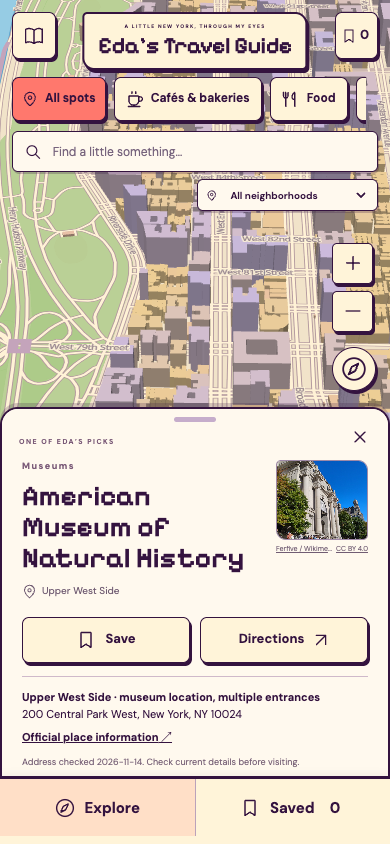 A LITTLE NEW YORK, THROUGH MY EYES
Eda's Travel Guide
0
All spots
Cafés & bakeries
Food
Find a little something…
All neighborhoods
West 82nd Street
West 81st Street
Riverside Drive
West 79th Street
ONE OF EDA'S PICKS
Museums
American
Museum of
Natural History
Ferfive / Wikime… CC BY 4.0
Upper West Side
Save
Directions
Upper West Side · museum location, multiple entrances
200 Central Park West, New York, NY 10024
Official place information ↗
Address checked 2026-11-14. Check current details before visiting.
Explore
Saved 0